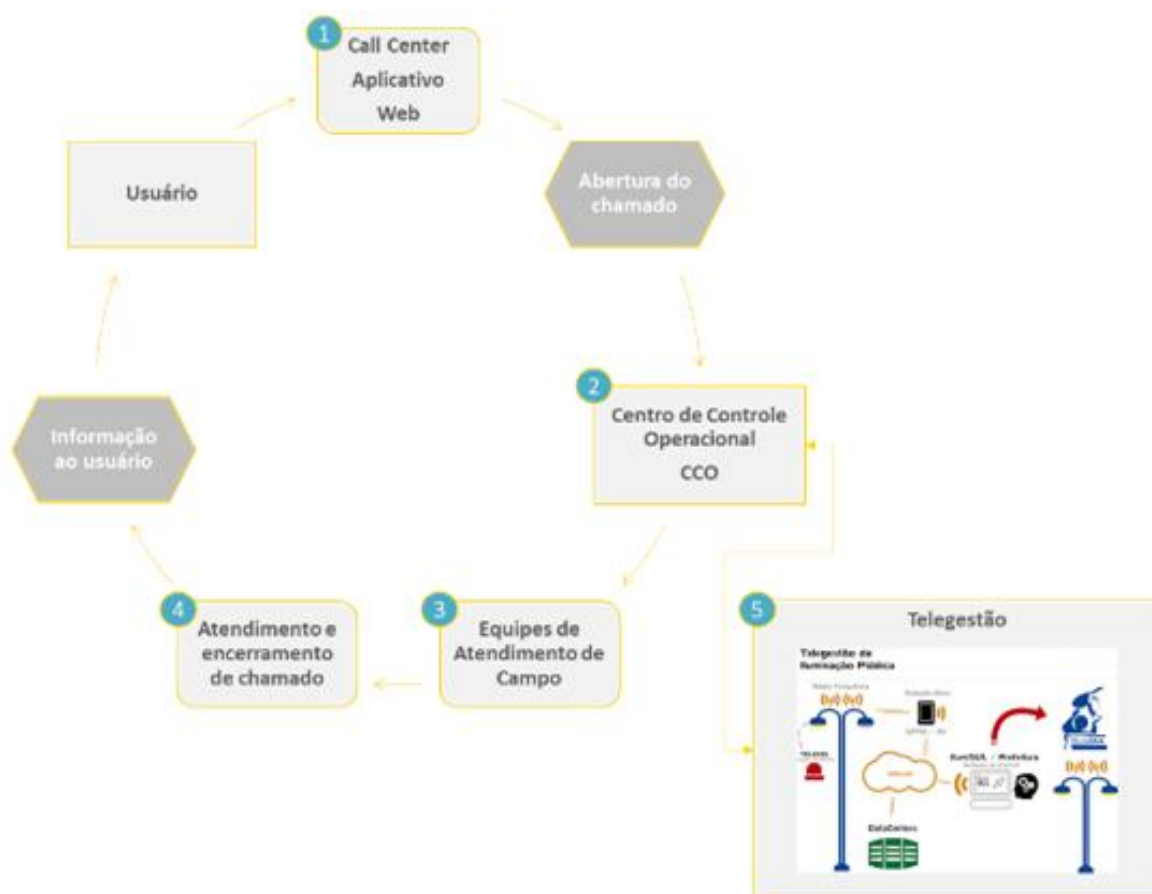 1
Call Center
Aplicativo
Web
Usuário
Abertura do
chamado
2
Centro de Controle
Operacional
CCO
Informação
ao usuário
4
Atendimento e
encerramento
de chamado
3
Equipes de
Atendimento de
Campo
5
Telegestão
Telegestão da
Iluminação Pública
/ Prefeitura
DataCenters